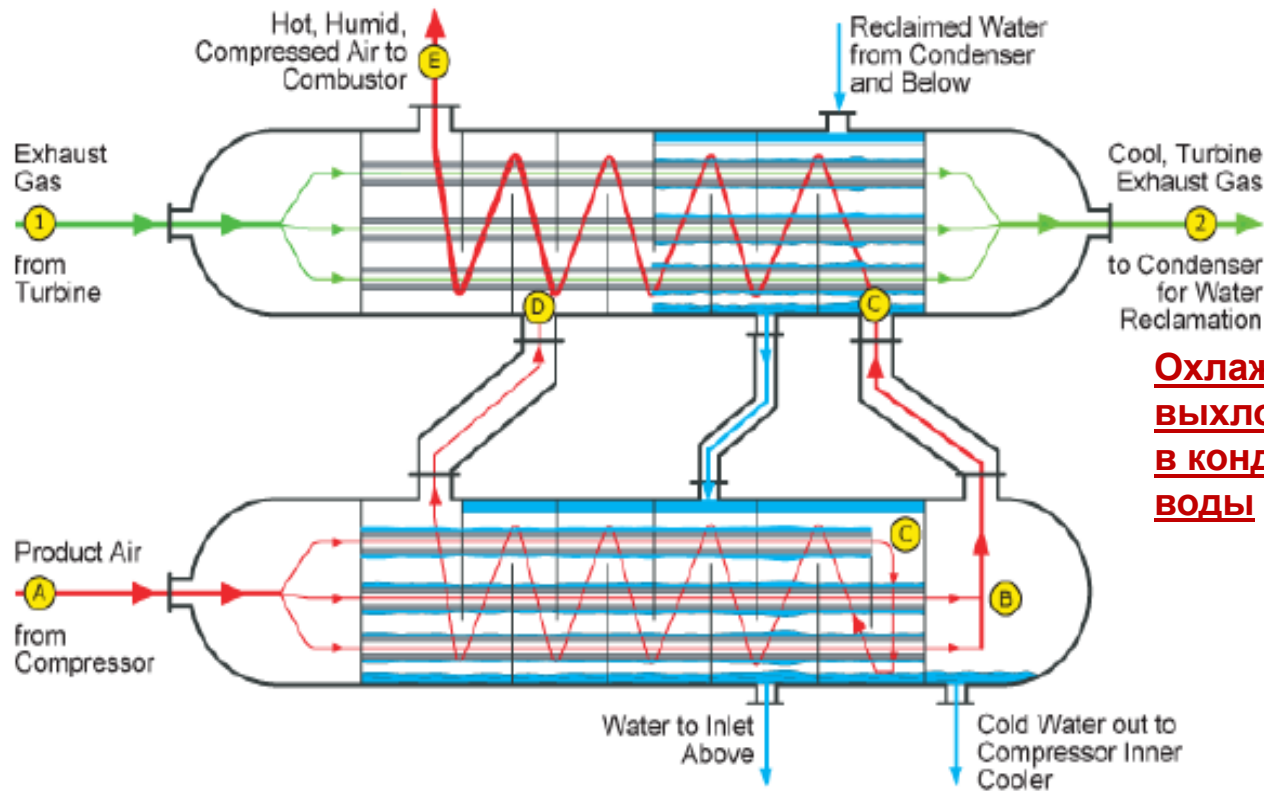 Hot, Humid,
Compressed Air to
Combustor
E
Reclaimed Water
from Condenser
and Below
Exhaust
Gas
1
from
Turbine
Cool, Turbine
Exhaust Gas
2
to Condenser
for Water
Reclamation
D
C
Охлаж
выхло
в конд
воды
Product Air
A
from
Compressor
C
B
Water to Inlet
Above
Cold Water out to
Compressor Inner
Cooler